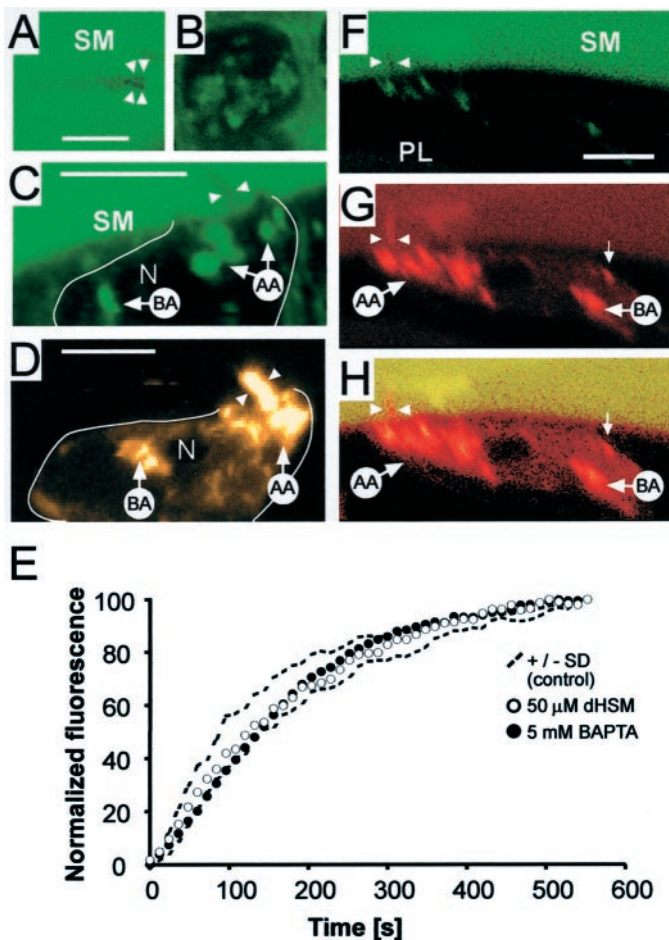 A
SM
B
C
SM
N
AA
BA
D
N
BA
AA
F
SM
PL
G
AA
BA
H
AA
BA
E
Normalized fluorescence
100
80
60
40
20
0
+ / - SD
(control)
50 μM dHSM
5 mM BAPTA
0
100
200
300
400
500
600
Time [s]